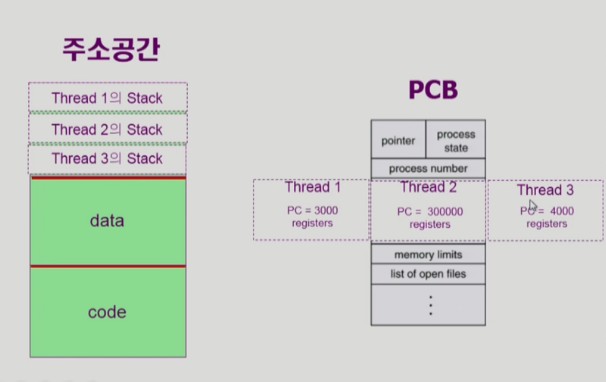 주소공간
Thread 1의 Stack
Thread 2의 Stack
Thread 3의 Stack
data
code
PCB
pointer
process
state
process number
Thread 1
PC = 3000
registers
Thread 2
PC = 300000
registers
Thread 3
PC = 4000
registers
memory limits
list of open files